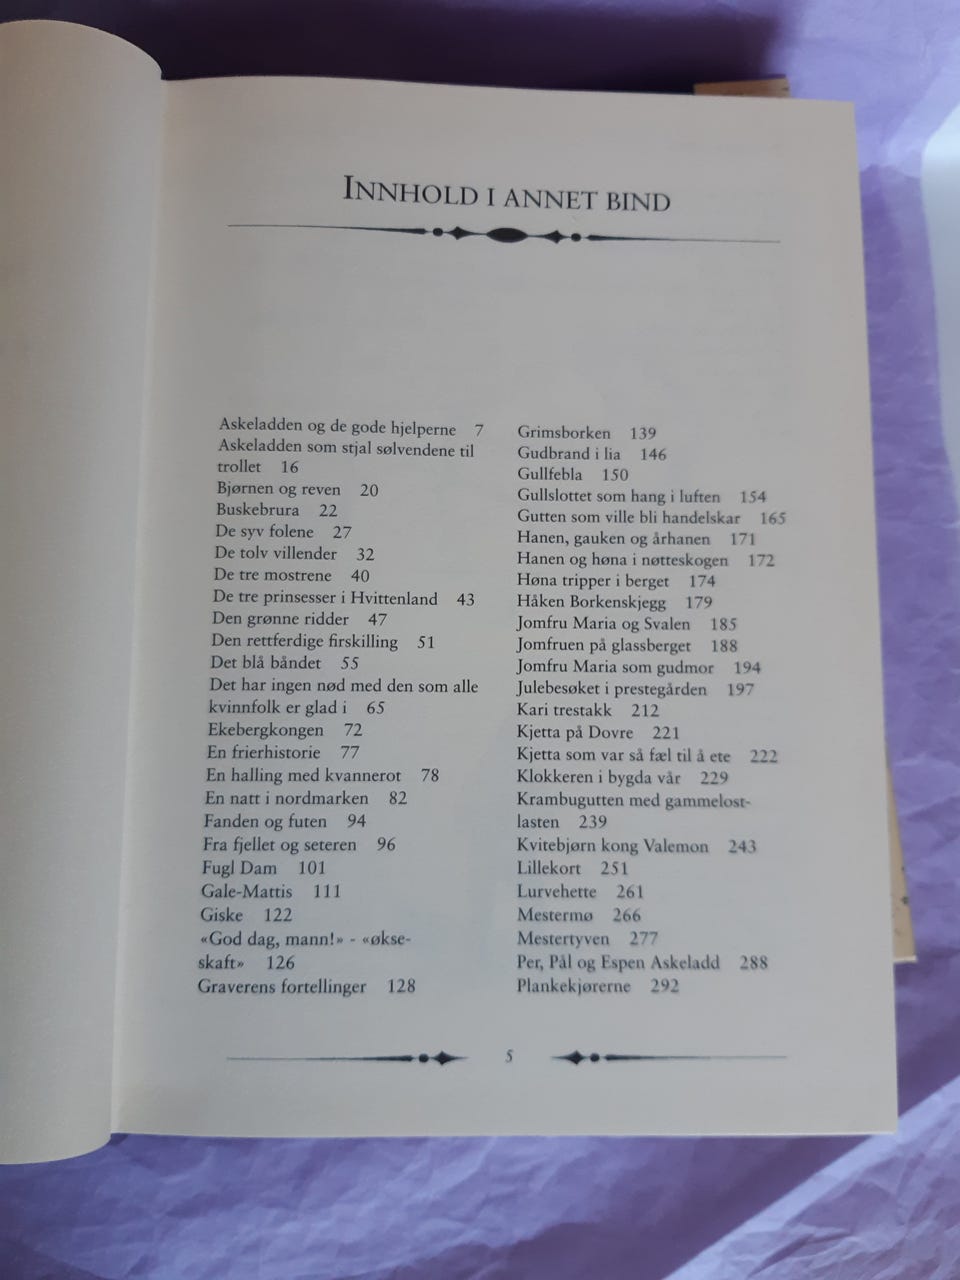 INNHOLD I ANNET BIND
Askeladden og de gode hjelperne 7
Askeladden som stjal sølvendene til
trollet 16
Bjørnen og reven 20
Buskebrura 22
De syv folene 27
De tolv villender 32
De tre mostrene 40
De tre prinsesser i Hvittenland 43
Den grønne ridder 47
Den rettferdige firskilling 51
Det blå båndet 55
Det har ingen nød med den som alle
kvinnfolk er glad i 65
Ekebergkongen 72
En frierhistorie 77
En halling med kvannerot 78
En natt i nordmarken 82
Fanden og futen 94
Fra fjellet og seteren 96
Fugl Dam 101
Gale-Mattis 111
Giske 122
«God dag, mann!» - «økse-
skaft» 126
Graverens fortellinger 128
Grimsborken 139
Gudbrand i lia 146
Gullfebla 150
Gullslottet som hang i luften 154
Gutten som ville bli handelskar 165
Hanen, gauken og århanen 171
Hanen og høna i nøtteskogen 172
Høna tripper i berget 174
Håken Borkenskjegg 179
Jomfru Maria og Svalen 185
Jomfruen på glassberget 188
Jomfru Maria som gudmor 194
Julebesøket i prestegården 197
Kari trestakk 212
Kjetta på Dovre 221
Kjetta som var så fæl til å ete 222
Klokkeren i bygda vår 229
Krambugutten med gammelost-
lasten 239
Kvitebjørn kong Valemon 243
Lillekort 251
Lurvehette 261
Mestermø 266
Mestertyven 277
Per, Pål og Espen Askeladd 288
Plankekjørerne 292
5